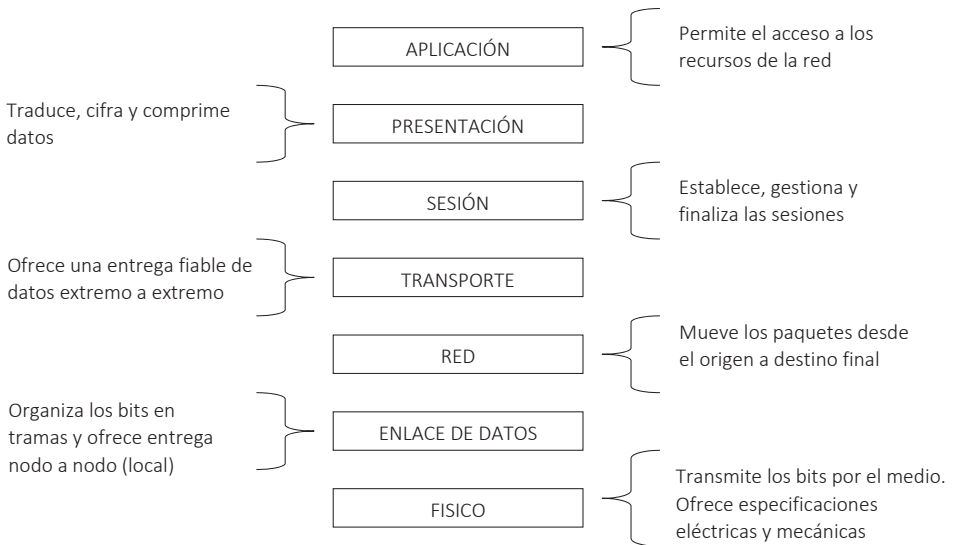 APLICACIÓN
Permite el acceso a los
recursos de la red
Traduce, cifra y comprime
datos
PRESENTACIÓN
SESIÓN
Establece, gestiona y
finaliza las sesiones
Ofrece una entrega fiable de
datos extremo a extremo
TRANSPORTE
RED
Mueve los paquetes desde
el origen a destino final
Organiza los bits en
tramas y ofrece entrega
nodo a nodo (local)
ENLACE DE DATOS
FISICO
Transmite los bits por el medio.
Ofrece especificaciones
eléctricas y mecánicas